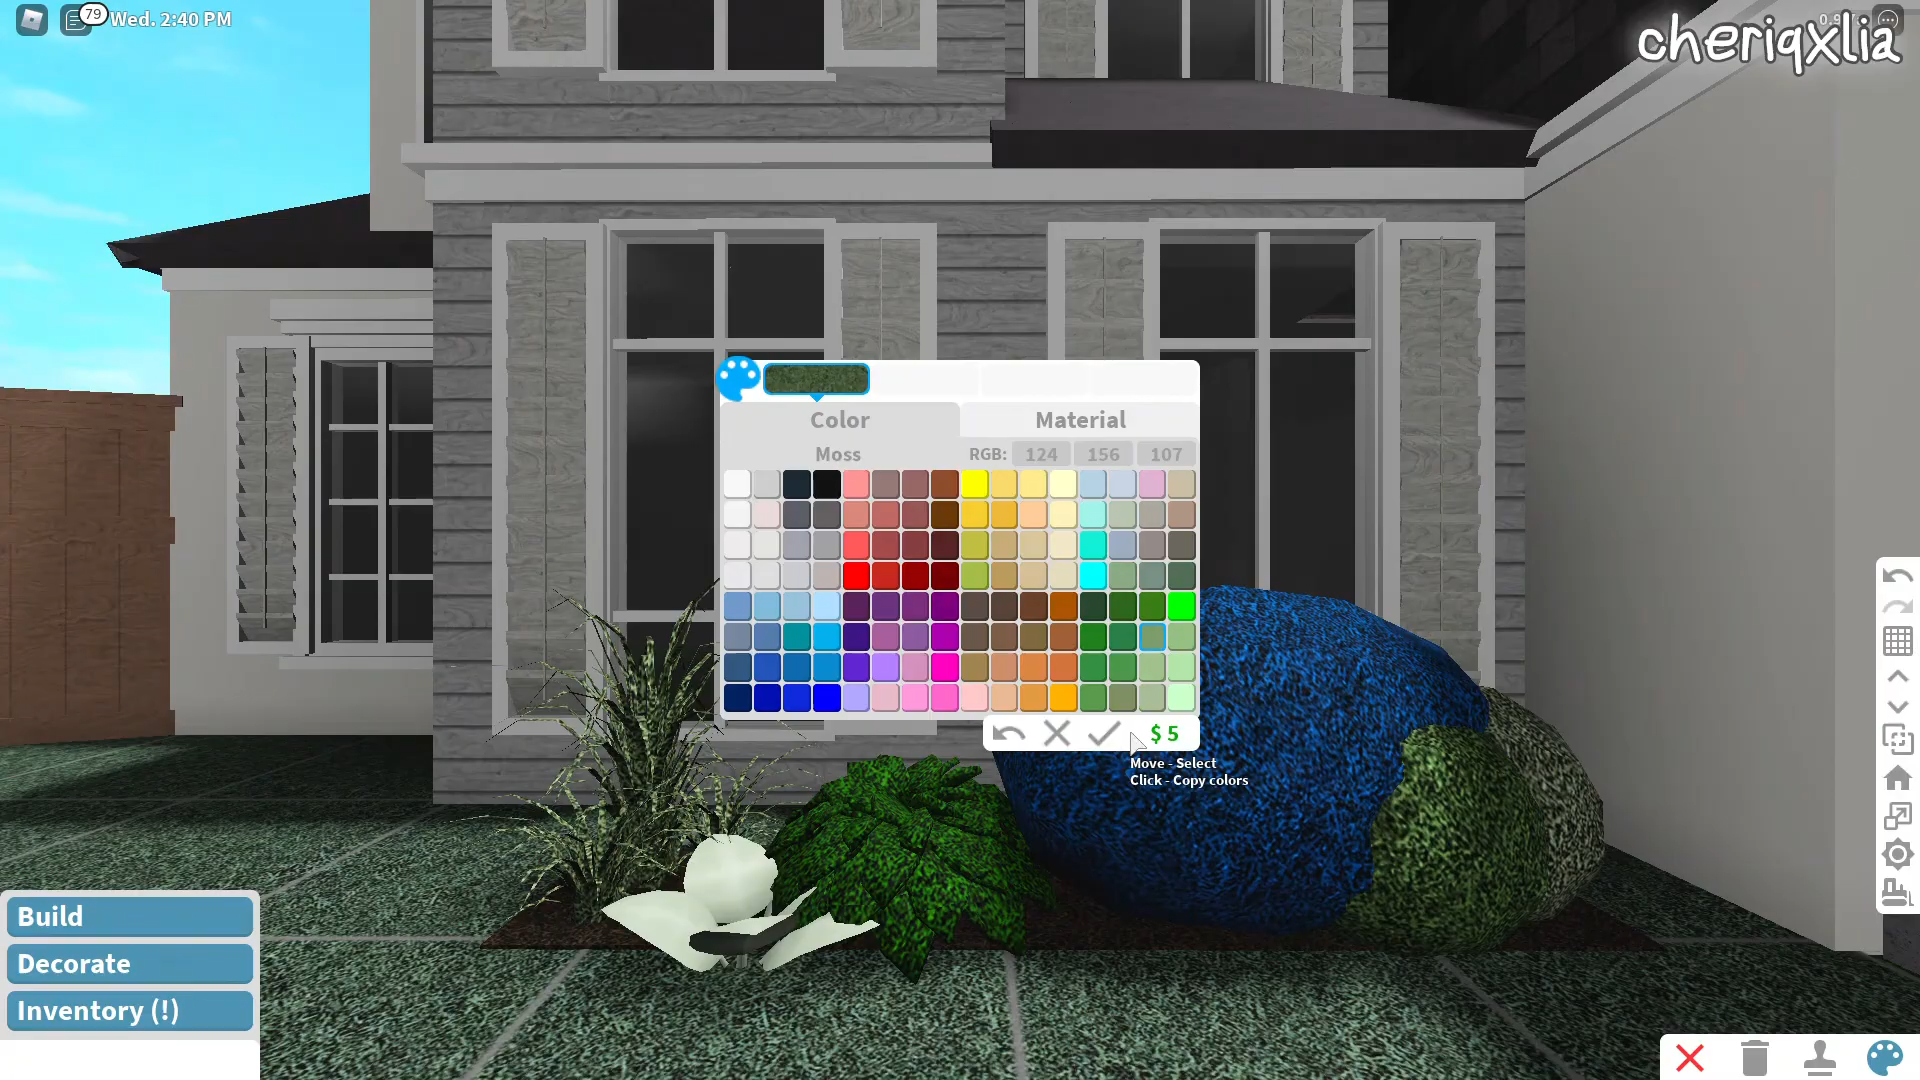 79
Wed. 2:40 PM
cheriqxlia
Color
Material
Moss
RGB: 124 156 107
$ 5
Move - Select
Click - Copy colors
Build
Decorate
Inventory (!)